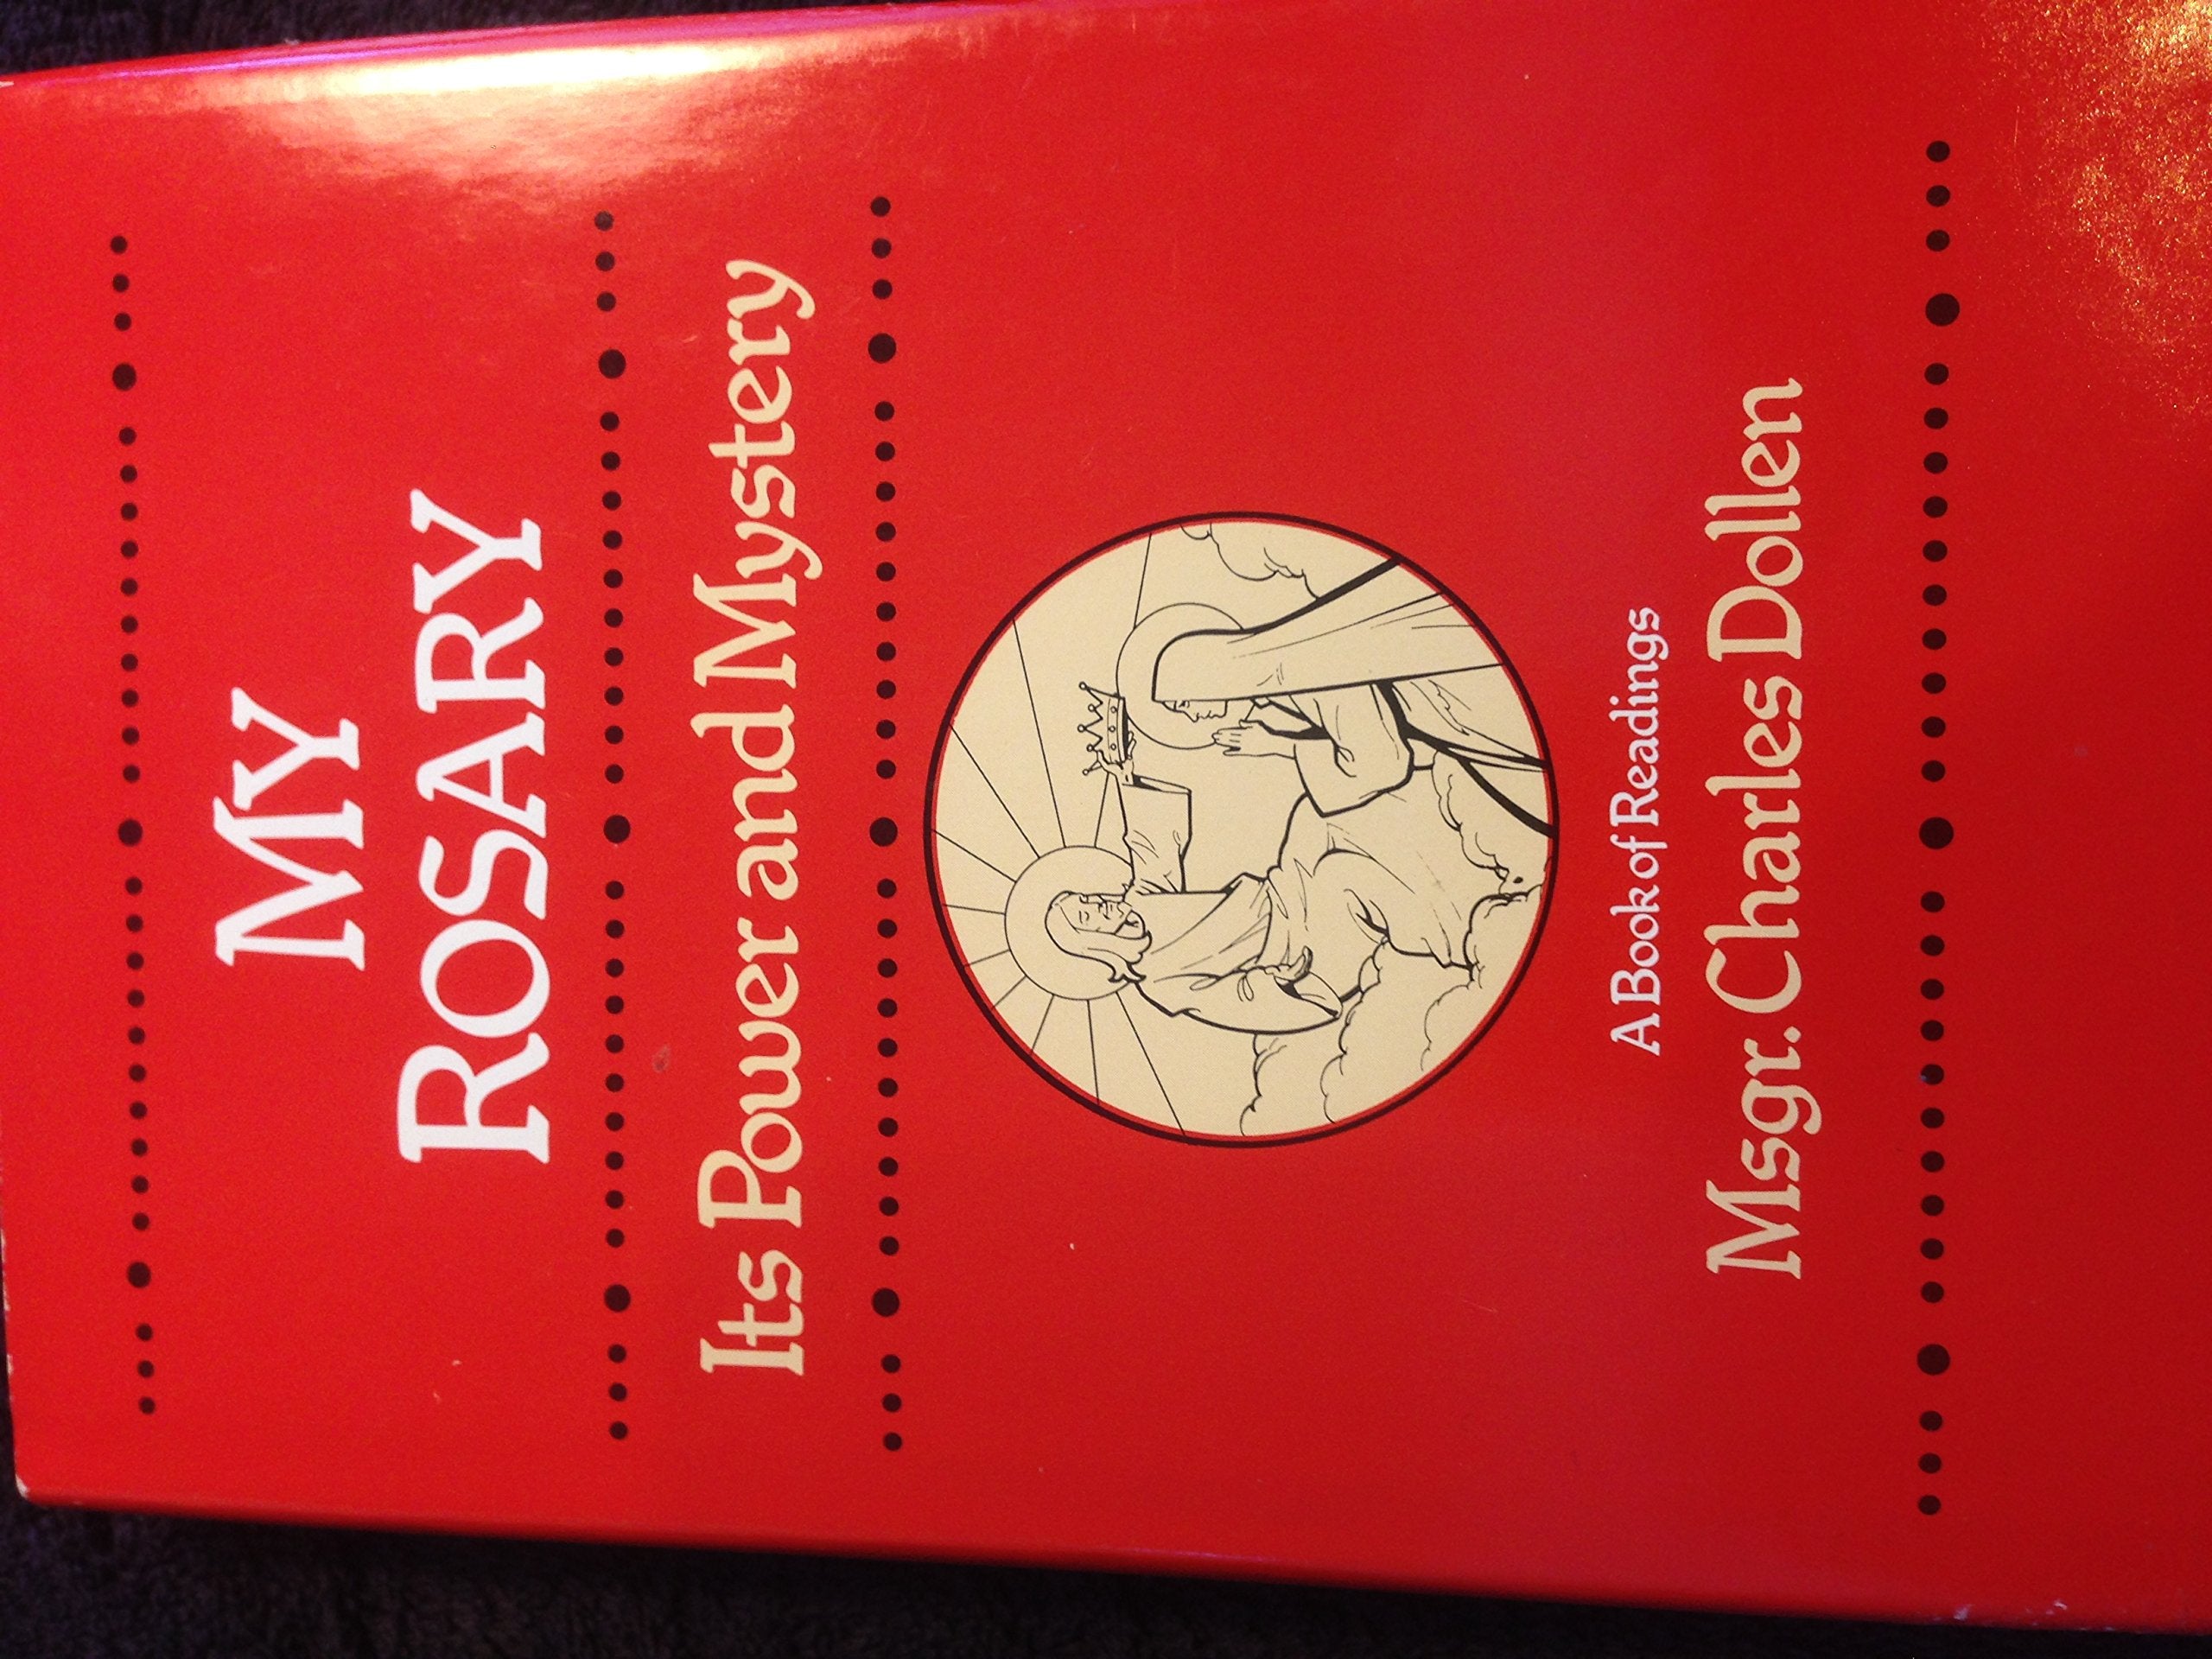 MY
ROSARY
Its Power and Mystery
A Book of Readings
Msgr. Charles Dollen